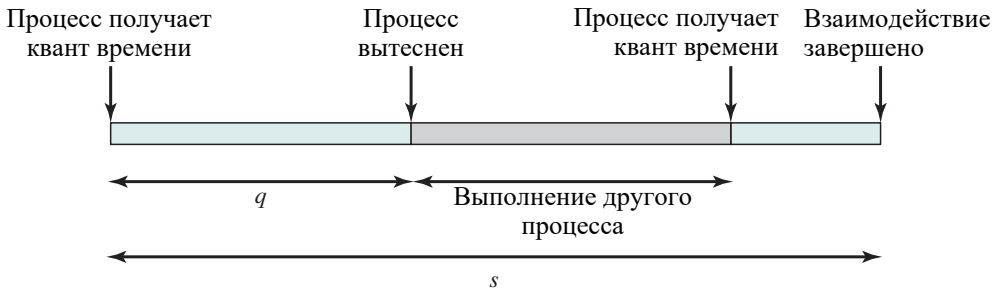 Процесс получает
квант времени
Процесс
вытеснен
Процесс получает
квант времени
Взаимодействие
завершено
q
Выполнение другого
процесса
s